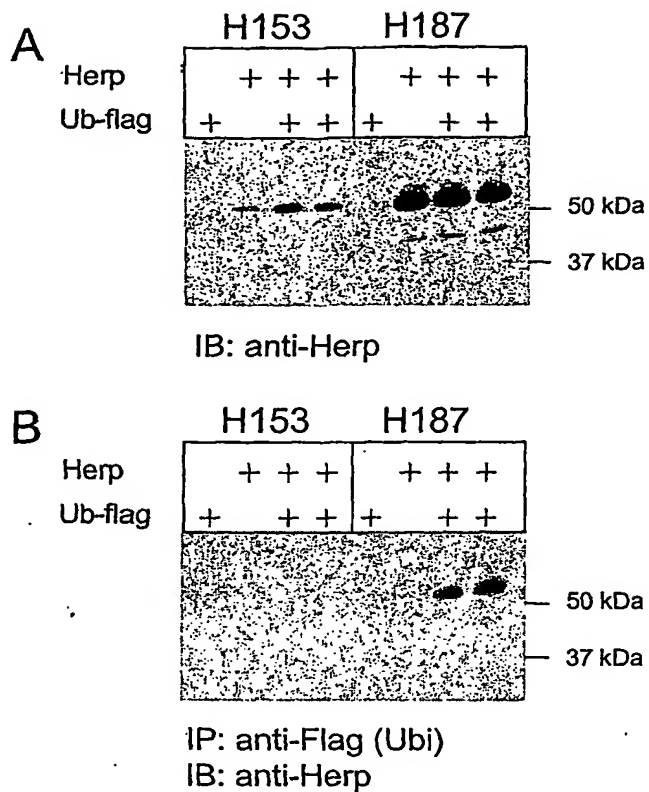 A
H153 H187
Herp + + + + + +
Ub-flag + + + + + +
50 kDa
37 kDa
IB: anti-Herp
B
H153 H187
Herp + + + + + +
Ub-flag + + + + + +
50 kDa
37 kDa
IP: anti-Flag (Ubi)
IB: anti-Herp